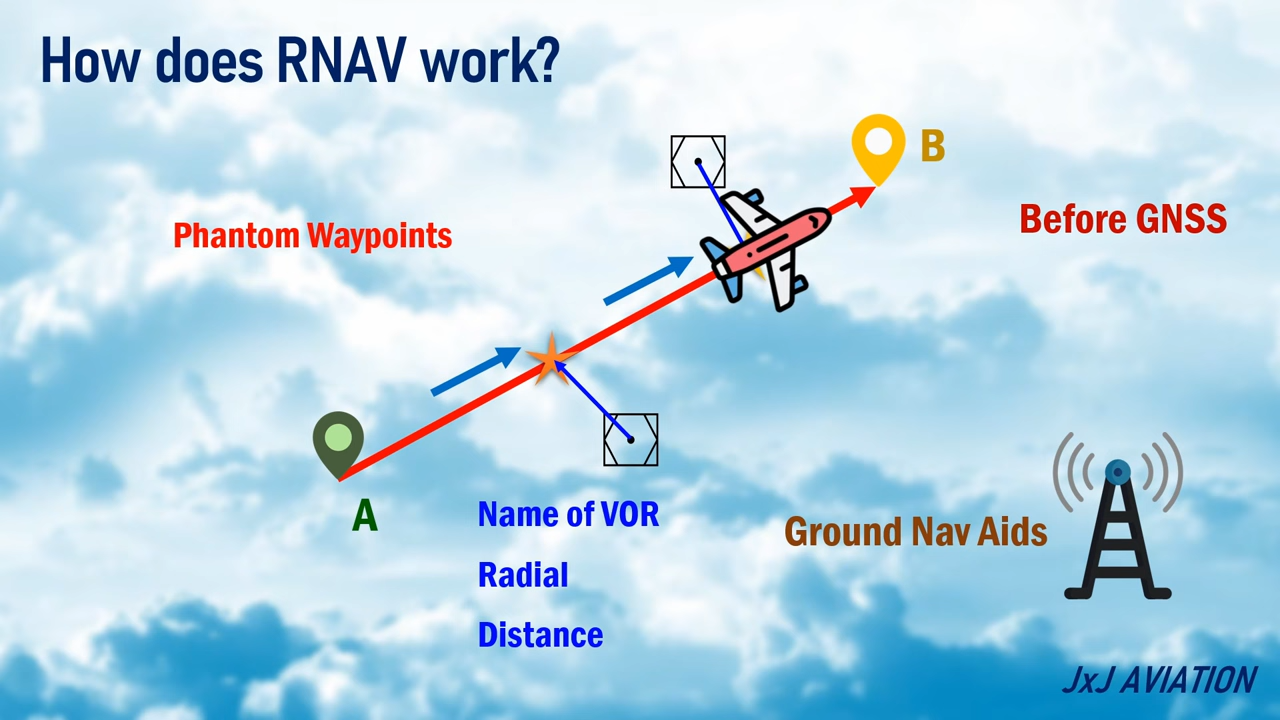 How does RNAV work?
B
Before GNSS
Phantom Waypoints
A
Name of VOR
Radial
Distance
Ground Nav Aids
JxJ AVIATION